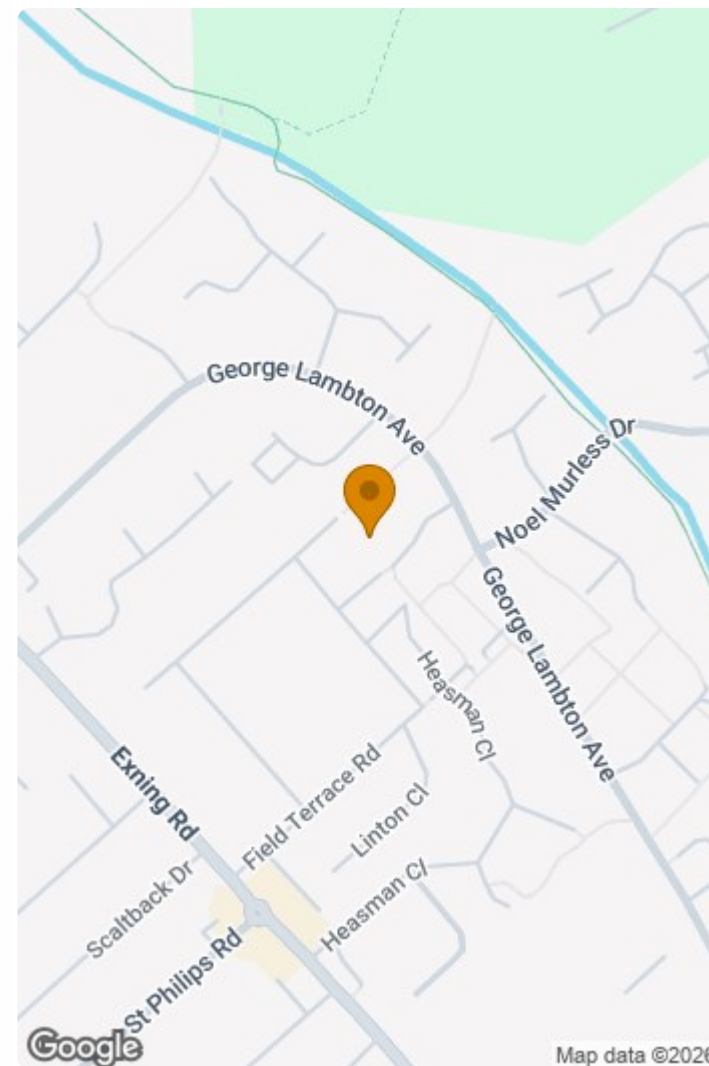 George Lambton Ave
Noel Murless Dr
George Lambton Ave
Heasman Cl
Exning Rd
Field Terrace Rd
Linton Cl
Scaltback Dr
Heasman Cl
St Philips Rd
Google
Map data ©2026